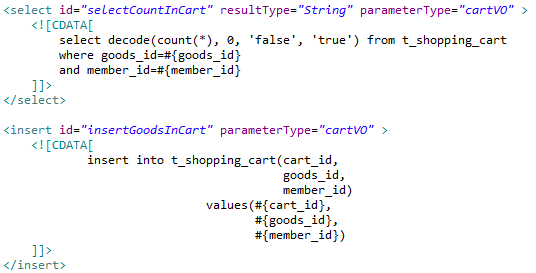 <select id="selectCountInCart" resultType="String" parameterType="cartVO" >
    <![CDATA[
       select decode(count(*), 0, 'false', 'true') from t_shopping_cart
       where goods_id=#{goods_id}
       and member_id=#{member_id}
    ]]>
</select>
<insert id="insertGoodsInCart" parameterType="cartVO" >
    <![CDATA[
           insert into t_shopping_cart(cart_id,
                                    goods_id,
                                    member_id)
                          values(#{cart_id},
                                #{goods_id},
                                #{member_id})
    ]]>
</insert>